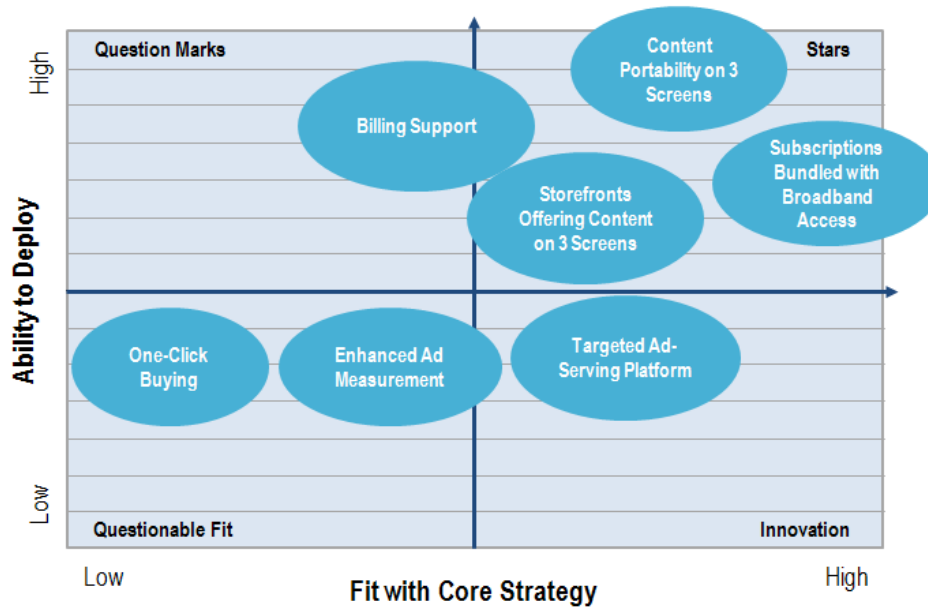 Question Marks
Stars
Content
Portability on 3
Screens
Billing Support
Subscriptions
Bundled with
Broadband
Access
Storefronts
Offering Content
on 3 Screens
One-Click
Buying
Enhanced Ad
Measurement
Targeted Ad-
Serving Platform
Questionable Fit
Innovation
High
Ability to Deploy
Low
Low
Fit with Core Strategy
High